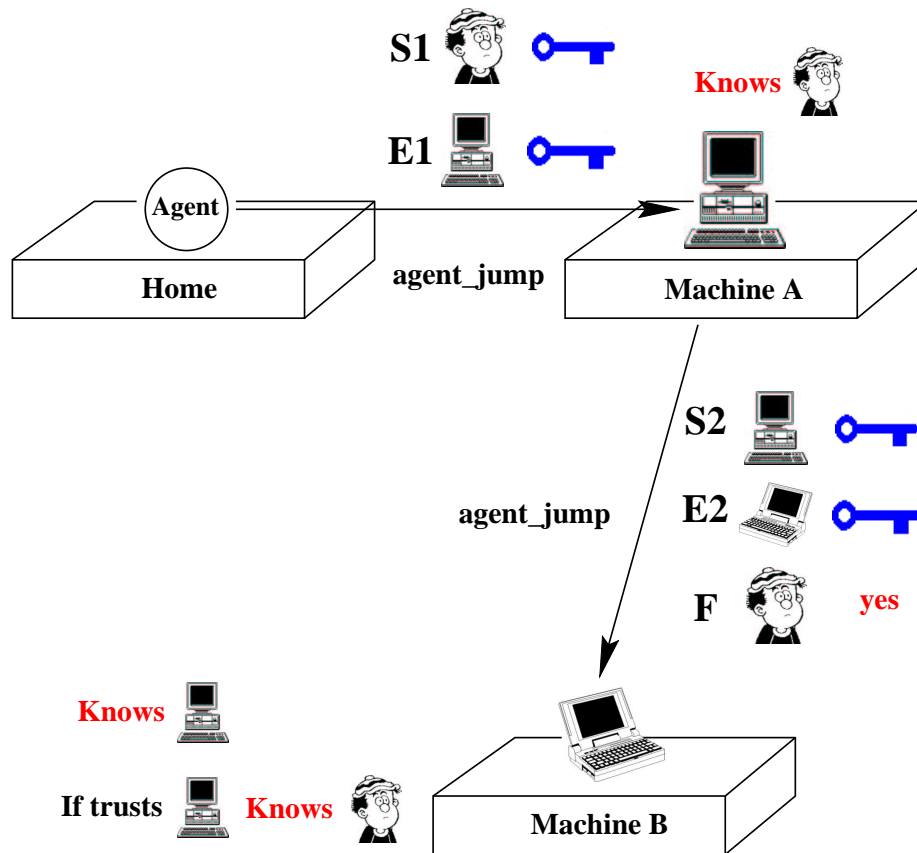 S1
Knows
E1
Agent
Home
agent_jump
Machine A
S2
agent_jump
E2
F
yes
Knows
If trusts
Knows
Machine B